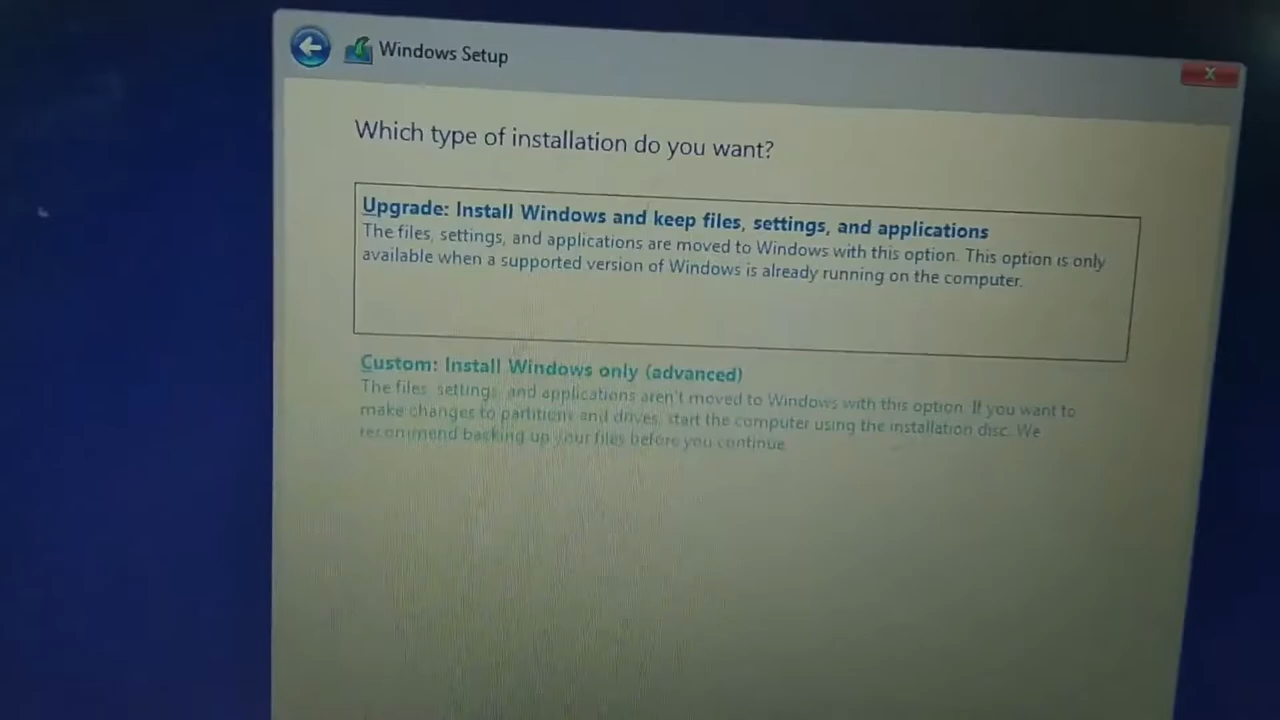 Windows Setup
x
Which type of installation do you want?
Upgrade: Install Windows and keep files, settings, and applications
The files, settings, and applications are moved to Windows with this option. This option is only
available when a supported version of Windows is already running on the computer.
Custom: Install Windows only (advanced)
The files, settings, and applications aren't moved to Windows with this option. If you want to
make changes to partitions and drives, start the computer using the installation disc. We
recommend backing up your files before you continue.